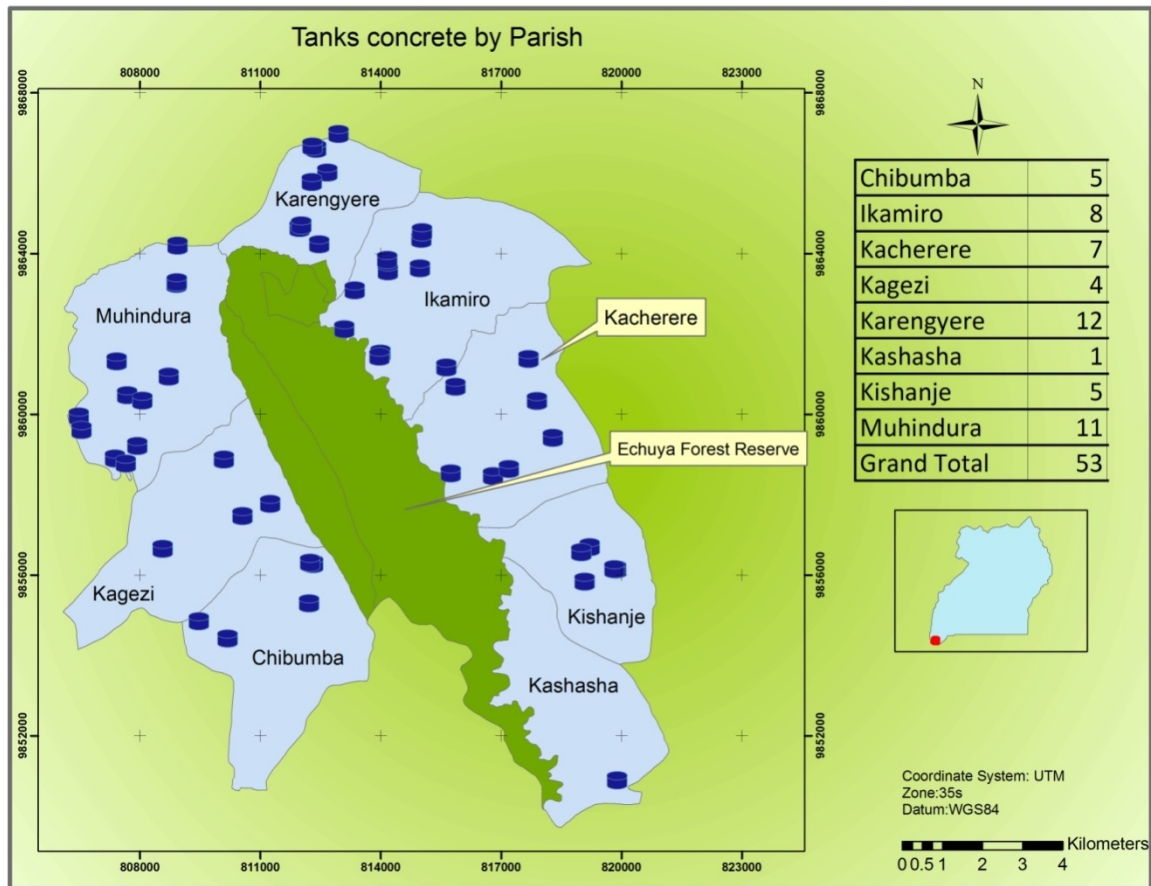 Tanks concrete by Parish
808000 811000 814000 817000 820000 823000
9868000 9868000
N
Karengyere
9864000 9864000
Muhindura
Ikamiro
Kacherere
9860000 9860000
Echuya Forest Reserve
9856000 9856000
Kagezi
Kishanje
Chibumba
Kashasha
9852000 9852000
808000 811000 814000 817000 820000 823000
Chibumba 5
Ikamiro 8
Kacherere 7
Kagezi 4
Karengyere 12
Kashasha 1
Kishanje 5
Muhindura 11
Grand Total 53
Coordinate System: UTM
Zone:35s
Datum:WGS84
Kilometers
0 0.5 1 2 3 4